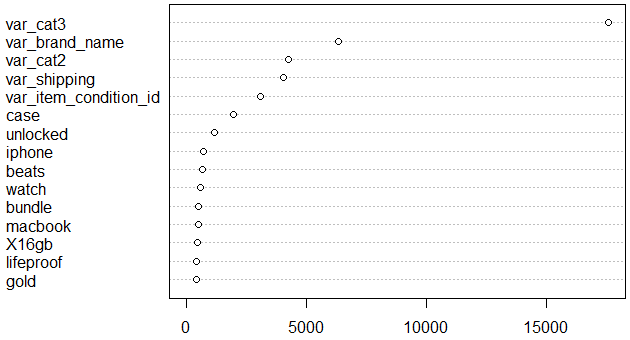 var_cat3
var_brand_name
var_cat2
var_shipping
var_item_condition_id
case
unlocked
iphone
beats
watch
bundle
macbook
X16gb
lifeproof
gold
0 5000 10000 15000